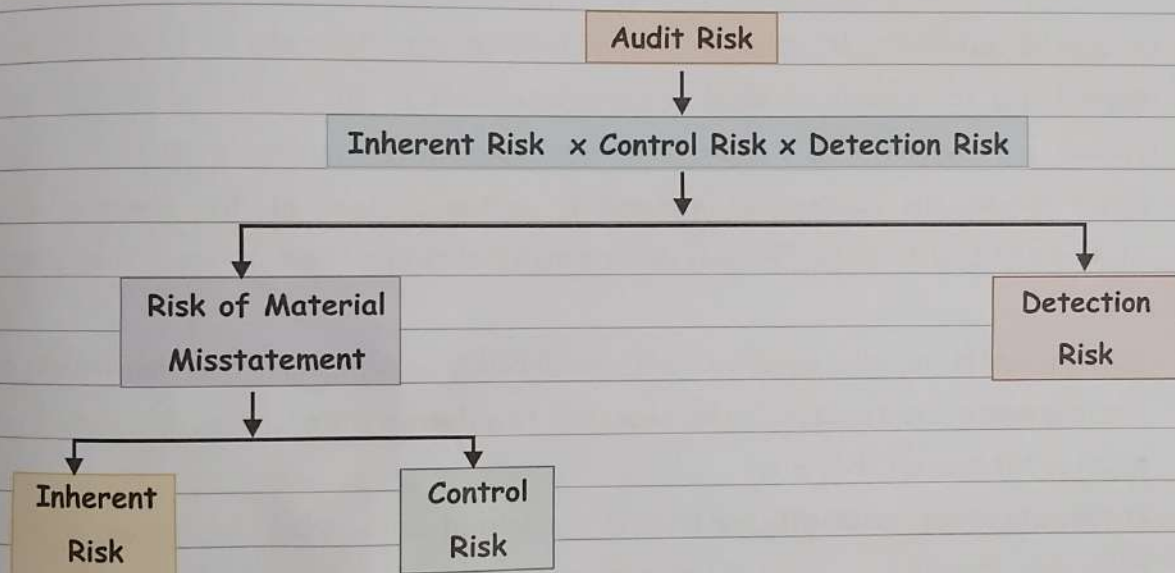 Audit Risk
Inherent Risk x Control Risk x Detection Risk
Risk of Material
Misstatement
Detection
Risk
Inherent
Risk
Control
Risk